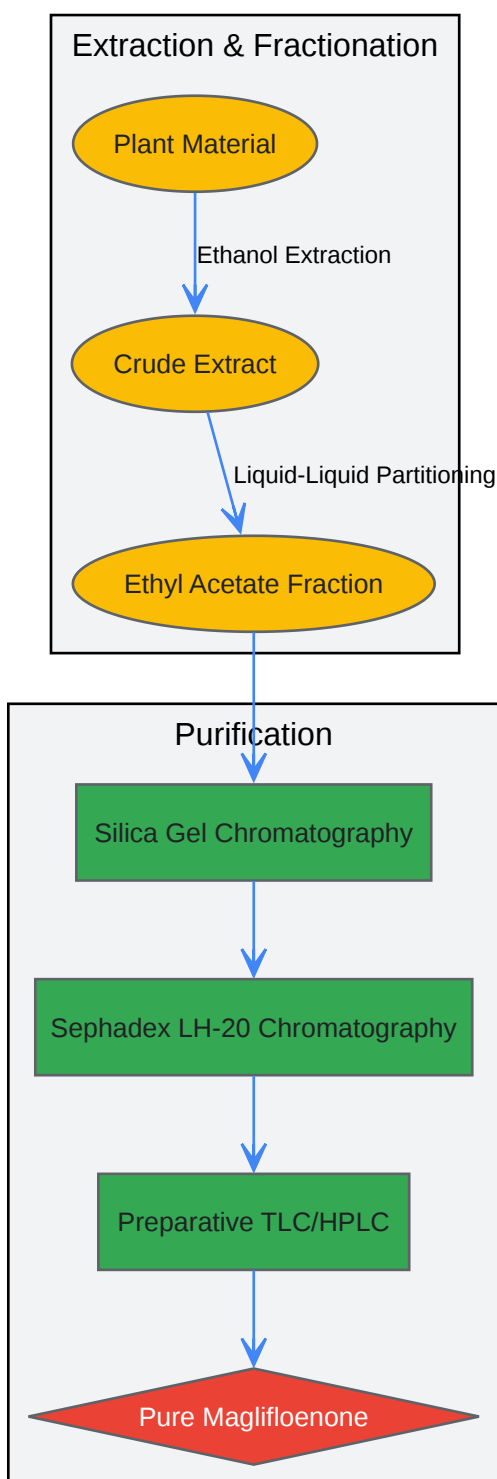 Extraction & Fractionation
Plant Material
Ethanol Extraction
Crude Extract
Liquid-Liquid Partitioning
Ethyl Acetate Fraction
Purification
Silica Gel Chromatography
Sephadex LH-20 Chromatography
Preparative TLC/HPLC
Pure Maglifloenone